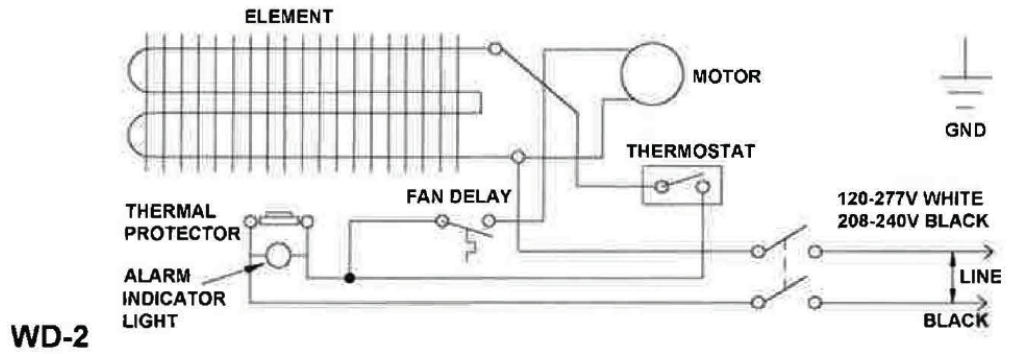 ELEMENT
MOTOR
GND
THERMOSTAT
FAN DELAY
120-277V WHITE
208-240V BLACK
THERMAL
PROTECTOR
LINE
ALARM
INDICATOR
LIGHT
BLACK
WD-2